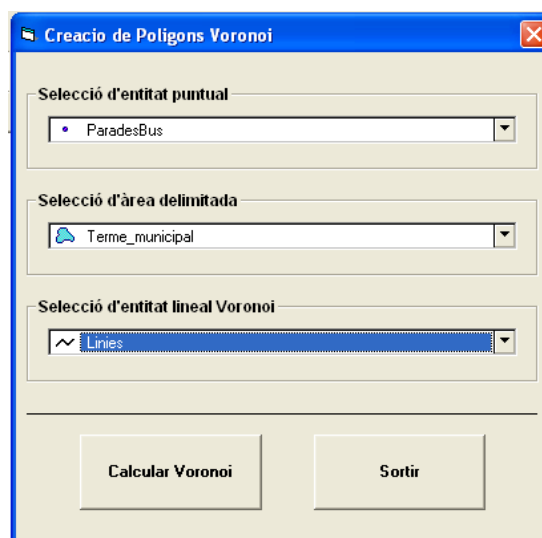 Creacio de Poligons Voronoi
Selecció d'entitat puntual
ParadesBus
Selecció d'àrea delimitada
Terme_municipal
Selecció d'entitat lineal Voronoi
Linies
Calcular Voronoi
Sortir